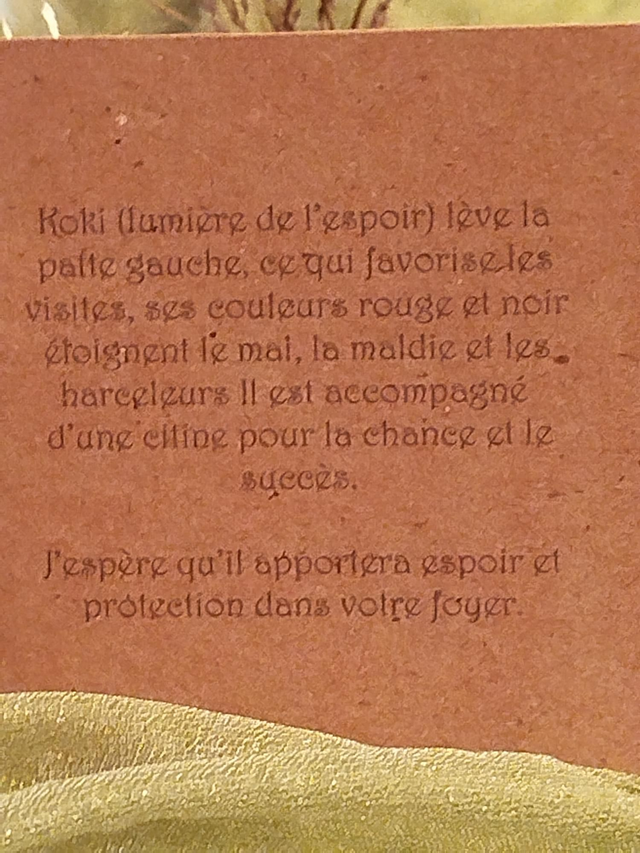 Koki (lumière de l'espoir) lève la
patte gauche, ce qui favorise les
visites, ses couleurs rouge et noir
éloignent le mal, la maldie et les
harceleurs Il est accompagné
d'une citine pour la chance et le
succès.
J'espère qu'il apportera espoir et
protection dans votre foyer.